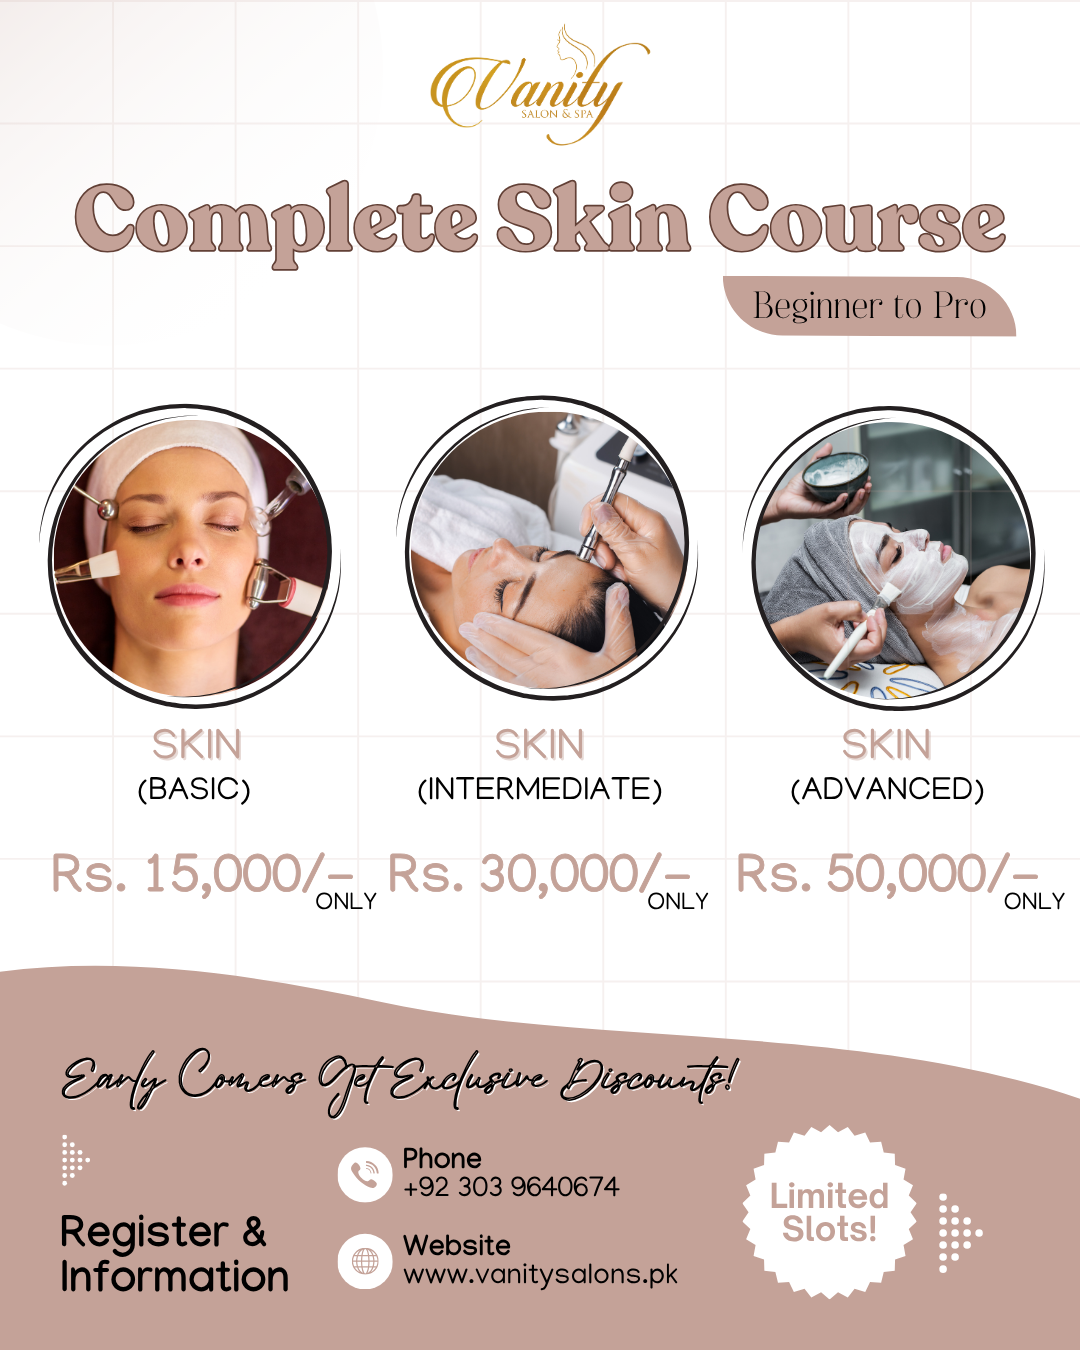 Vanity
SALON & SPA
Complete Skin Course
Beginner to Pro
SKIN
(BASIC)
Rs. 15,000/-
ONLY
SKIN
(INTERMEDIATE)
Rs. 30,000/-
ONLY
SKIN
(ADVANCED)
Rs. 50,000/-
ONLY
Early Comers Get Exclusive Discounts!
Register &
Information
Phone
+92 303 9640674
Website
www.vanitysalons.pk
Limited
Slots!